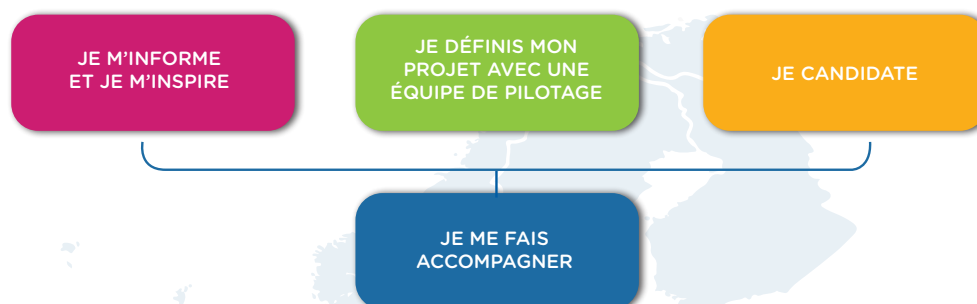 JE M'INFORME
ET JE M'INSPIRE
JE DÉFINIS MON
PROJET AVEC UNE
ÉQUIPE DE PILOTAGE
JE CANDIDATE
JE ME FAIS
ACCOMPAGNER